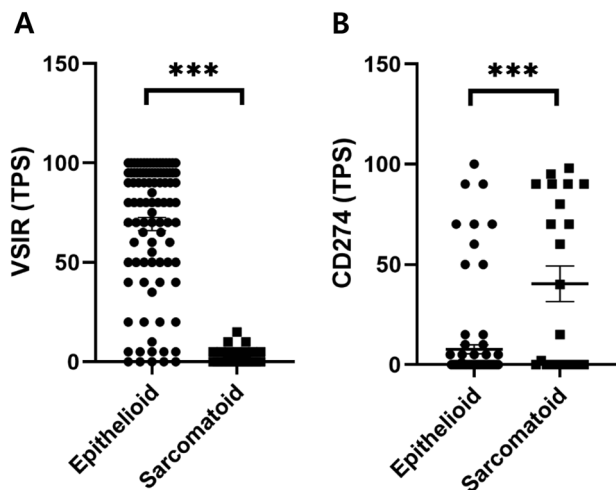 A
VSIR (TPS)
150
100
50
0
***
Epithelioid
Sarcomatoid
B
CD274 (TPS)
150
100
50
0
***
Epithelioid
Sarcomatoid